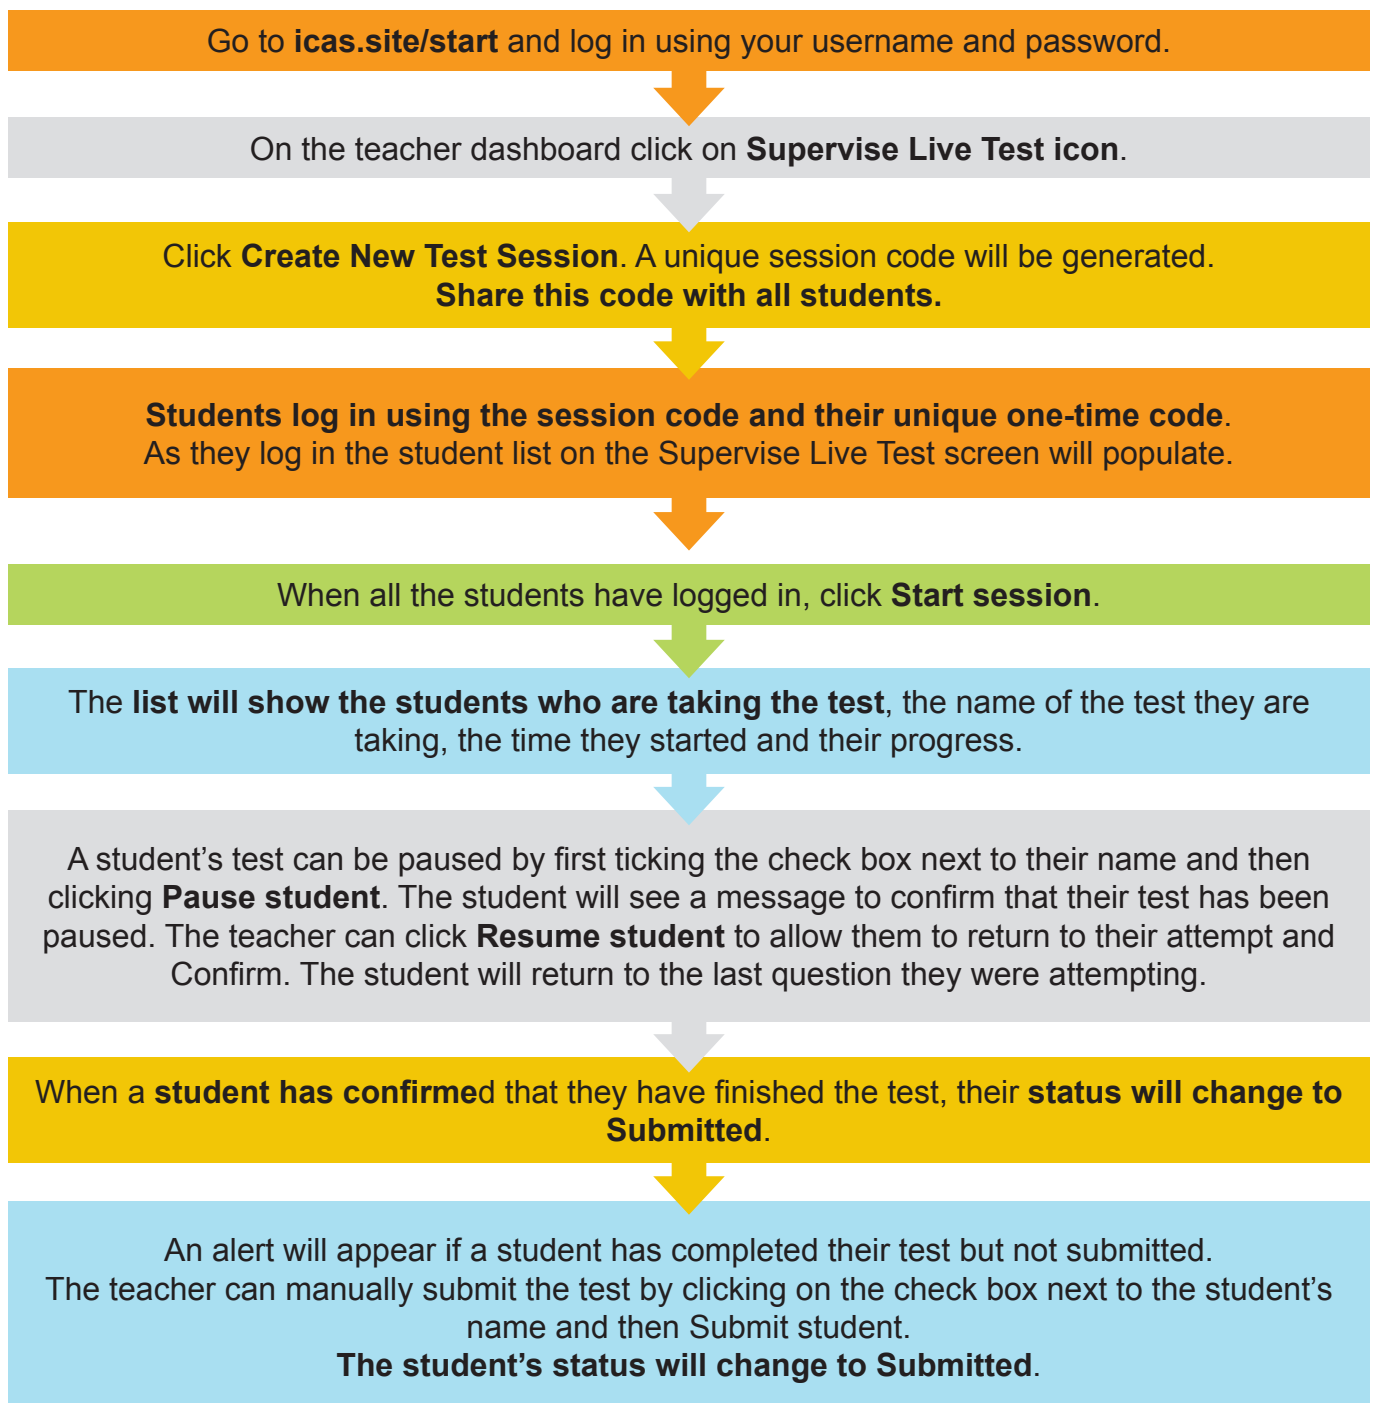 Go to icas.site/start and log in using your username and password.
On the teacher dashboard click on Supervise Live Test icon.
Click Create New Test Session. A unique session code will be generated.
Share this code with all students.
Students log in using the session code and their unique one-time code.
As they log in the student list on the Supervise Live Test screen will populate.
When all the students have logged in, click Start session.
The list will show the students who are taking the test, the name of the test they are
taking, the time they started and their progress.
A student’s test can be paused by first ticking the check box next to their name and then
clicking Pause student. The student will see a message to confirm that their test has been
paused. The teacher can click Resume student to allow them to return to their attempt and
Confirm. The student will return to the last question they were attempting.
When a student has confirmed that they have finished the test, their status will change to
Submitted.
An alert will appear if a student has completed their test but not submitted.
The teacher can manually submit the test by clicking on the check box next to the student’s
name and then Submit student.
The student’s status will change to Submitted.